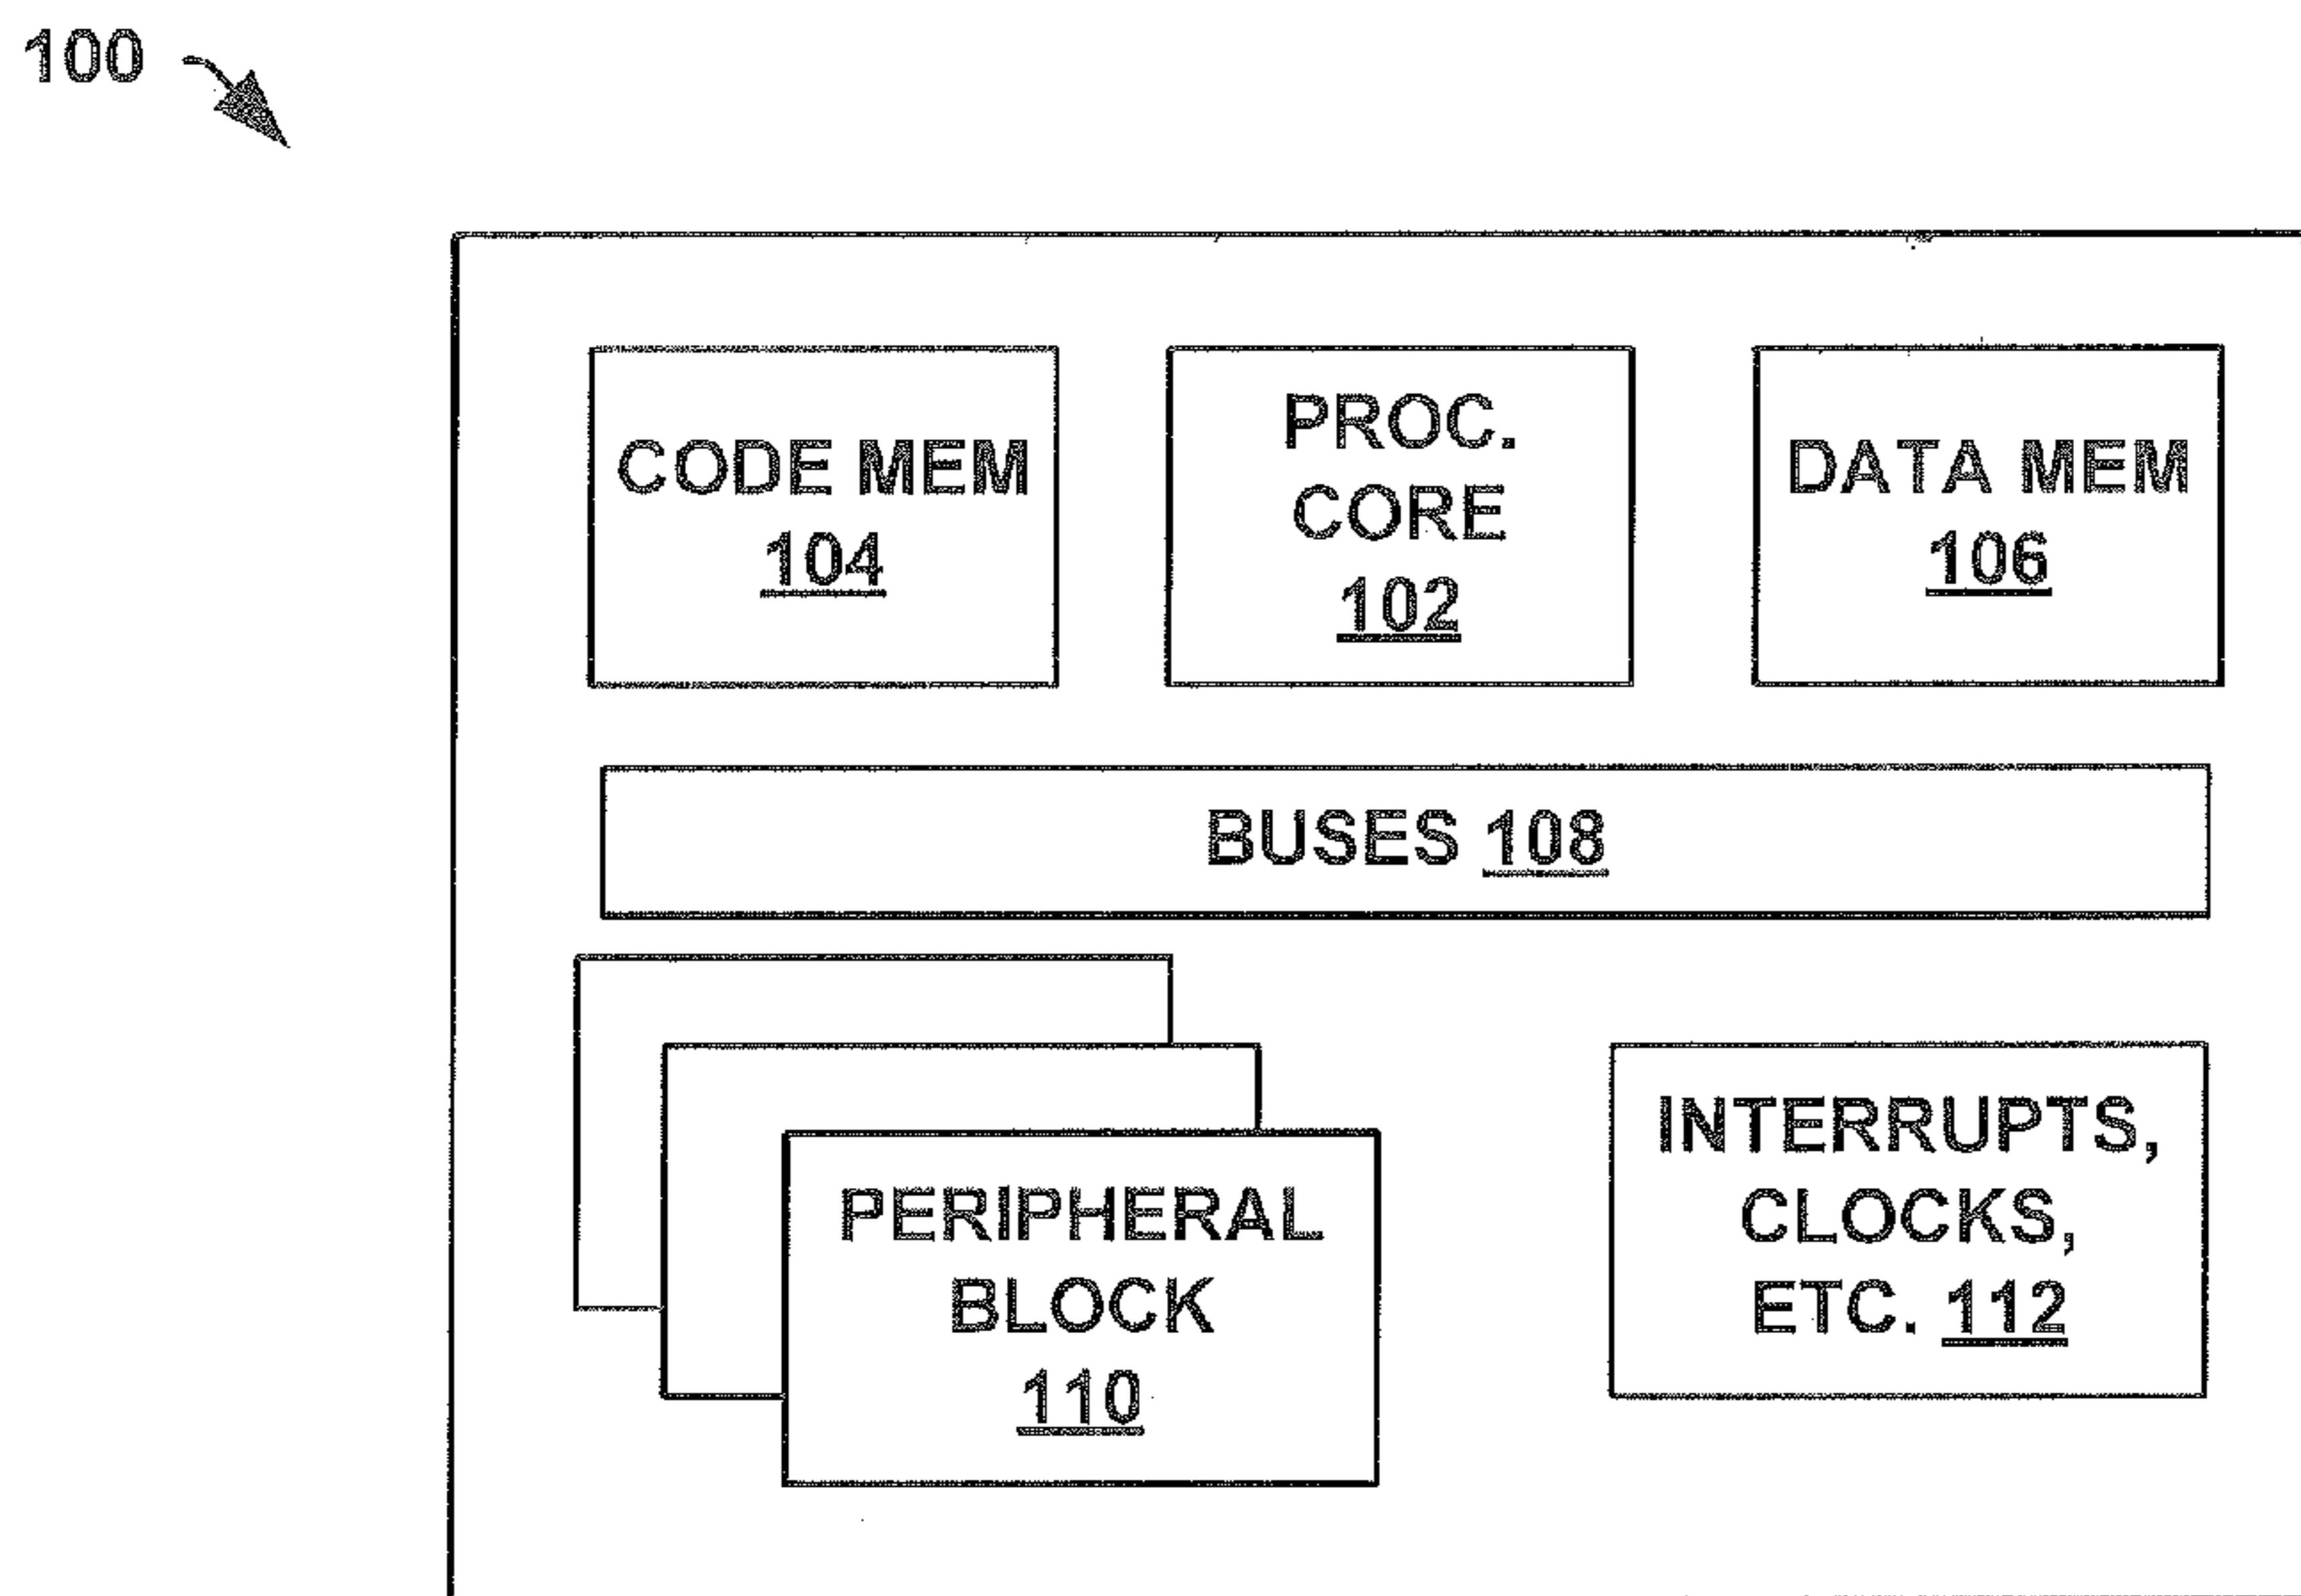 100
CODE MEM
104
PROC.
CORE
102
DATA MEM
106
BUSES 108
PERIPHERAL
BLOCK
110
INTERRUPTS,
CLOCKS,
ETC. 112